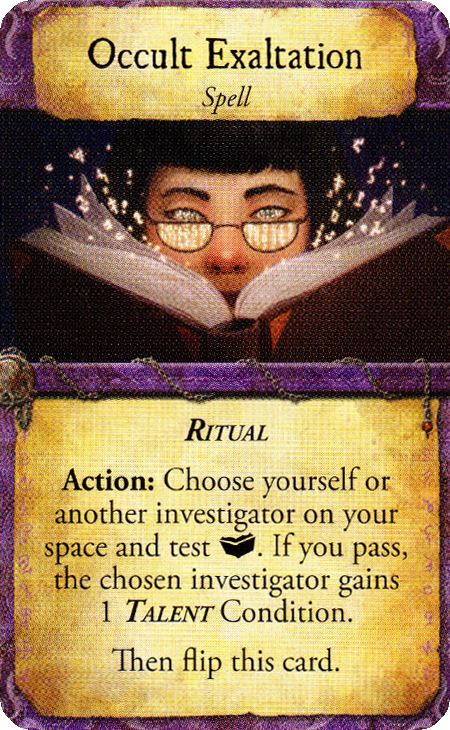 Occult Exaltation
Spell
Ritual
Action: Choose yourself or
another investigator on your
space and test . If you pass,
the chosen investigator gains
1 Talent Condition.
Then flip this card.